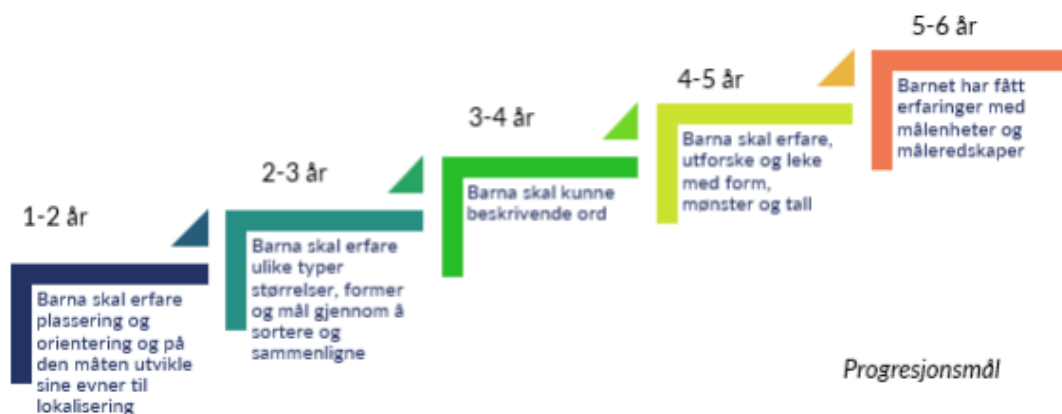 1-2 år
Barna skal erfare
plassering og
orientering og på
den måten utvikle
sine evner til
lokalisering
2-3 år
Barna skal erfare
ulike typer
størrelser, former
og mål gjennom å
sortere og
sammenligne
3-4 år
Barna skal kunne
beskrivende ord
4-5 år
Barna skal erfare,
utforske og leke
med form,
mønster og tall
5-6 år
Barnet har fått
erfaringer med
målenheter og
måleredskaper
Progresjonsmål